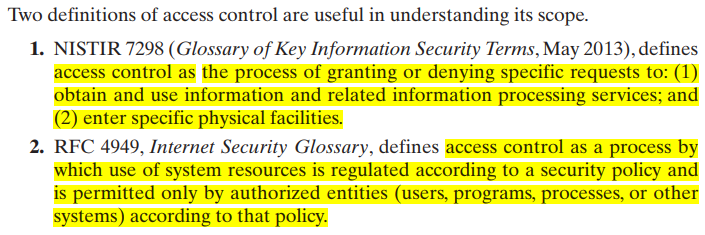 Two definitions of access control are useful in understanding its scope.
1. NISTIR 7298 (Glossary of Key Information Security Terms, May 2013), defines
access control as the process of granting or denying specific requests to: (1)
obtain and use information and related information processing services; and
(2) enter specific physical facilities.
2. RFC 4949, Internet Security Glossary, defines access control as a process by
which use of system resources is regulated according to a security policy and
is permitted only by authorized entities (users, programs, processes, or other
systems) according to that policy.